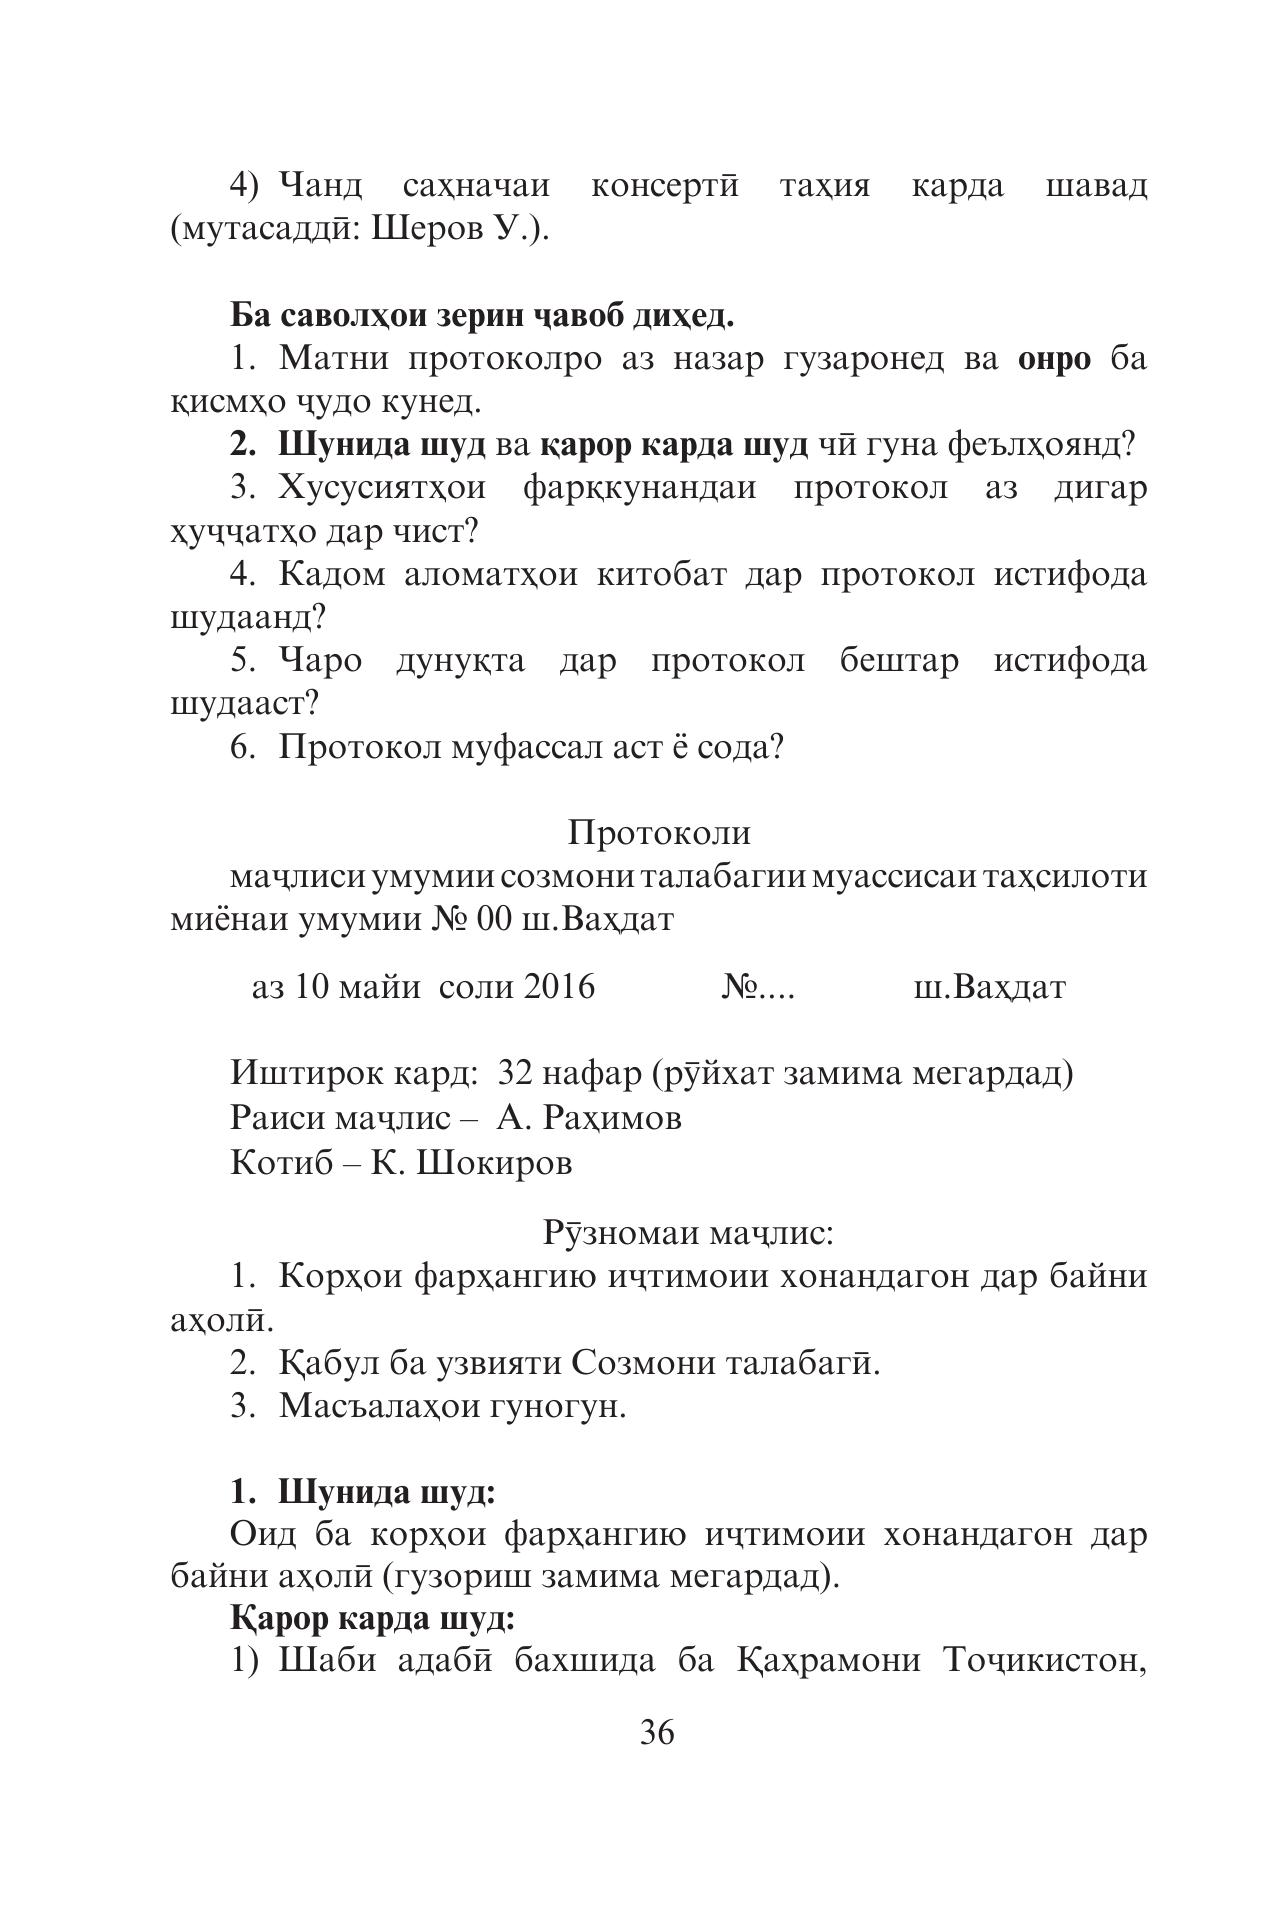 4) Чанд саҳначаи консертӣ таҳия карда шавад
(мутасаддӣ: Шеров У.).
Ба саволҳои зерин ҷавоб диҳед.
1. Матни протоколро аз назар гузаронед ва онро ба
қисмҳо ҷудо кунед.
2. Шунида шуд ва қарор карда шуд чӣ гуна феълҳоянд?
3. Хусусиятҳои фарққунандаи протокол аз дигар
ҳуҷҷатҳо дар чист?
4. Кадом аломатҳои китобат дар протокол истифода
шудаанд?
5. Чаро дунуқта дар протокол бештар истифода
шудааст?
6. Протокол муфассал аст ё сода?
Протоколи
маҷлиси умумии созмони талабагии муассисаи таҳсилоти
миёнаи умумии № 00 ш.Ваҳдат
аз 10 майи соли 2016 №.... ш.Ваҳдат
Иштирок кард: 32 нафар (рӯйхат замима мегардад)
Раиси маҷлис – А. Раҳимов
Котиб – К. Шокиров
Рӯзномаи маҷлис:
1. Корҳои фарҳангию иҷтимоии хонандагон дар байни
аҳолӣ.
2. Қабул ба узвияти Созмони талабагӣ.
3. Масъалаҳои гуногун.
1. Шунида шуд:
Оид ба корҳои фарҳангию иҷтимоии хонандагон дар
байни аҳолӣ (гузориш замима мегардад).
Қарор карда шуд:
1) Шаби адабӣ бахшида ба Қаҳрамони Тоҷикистон,
36